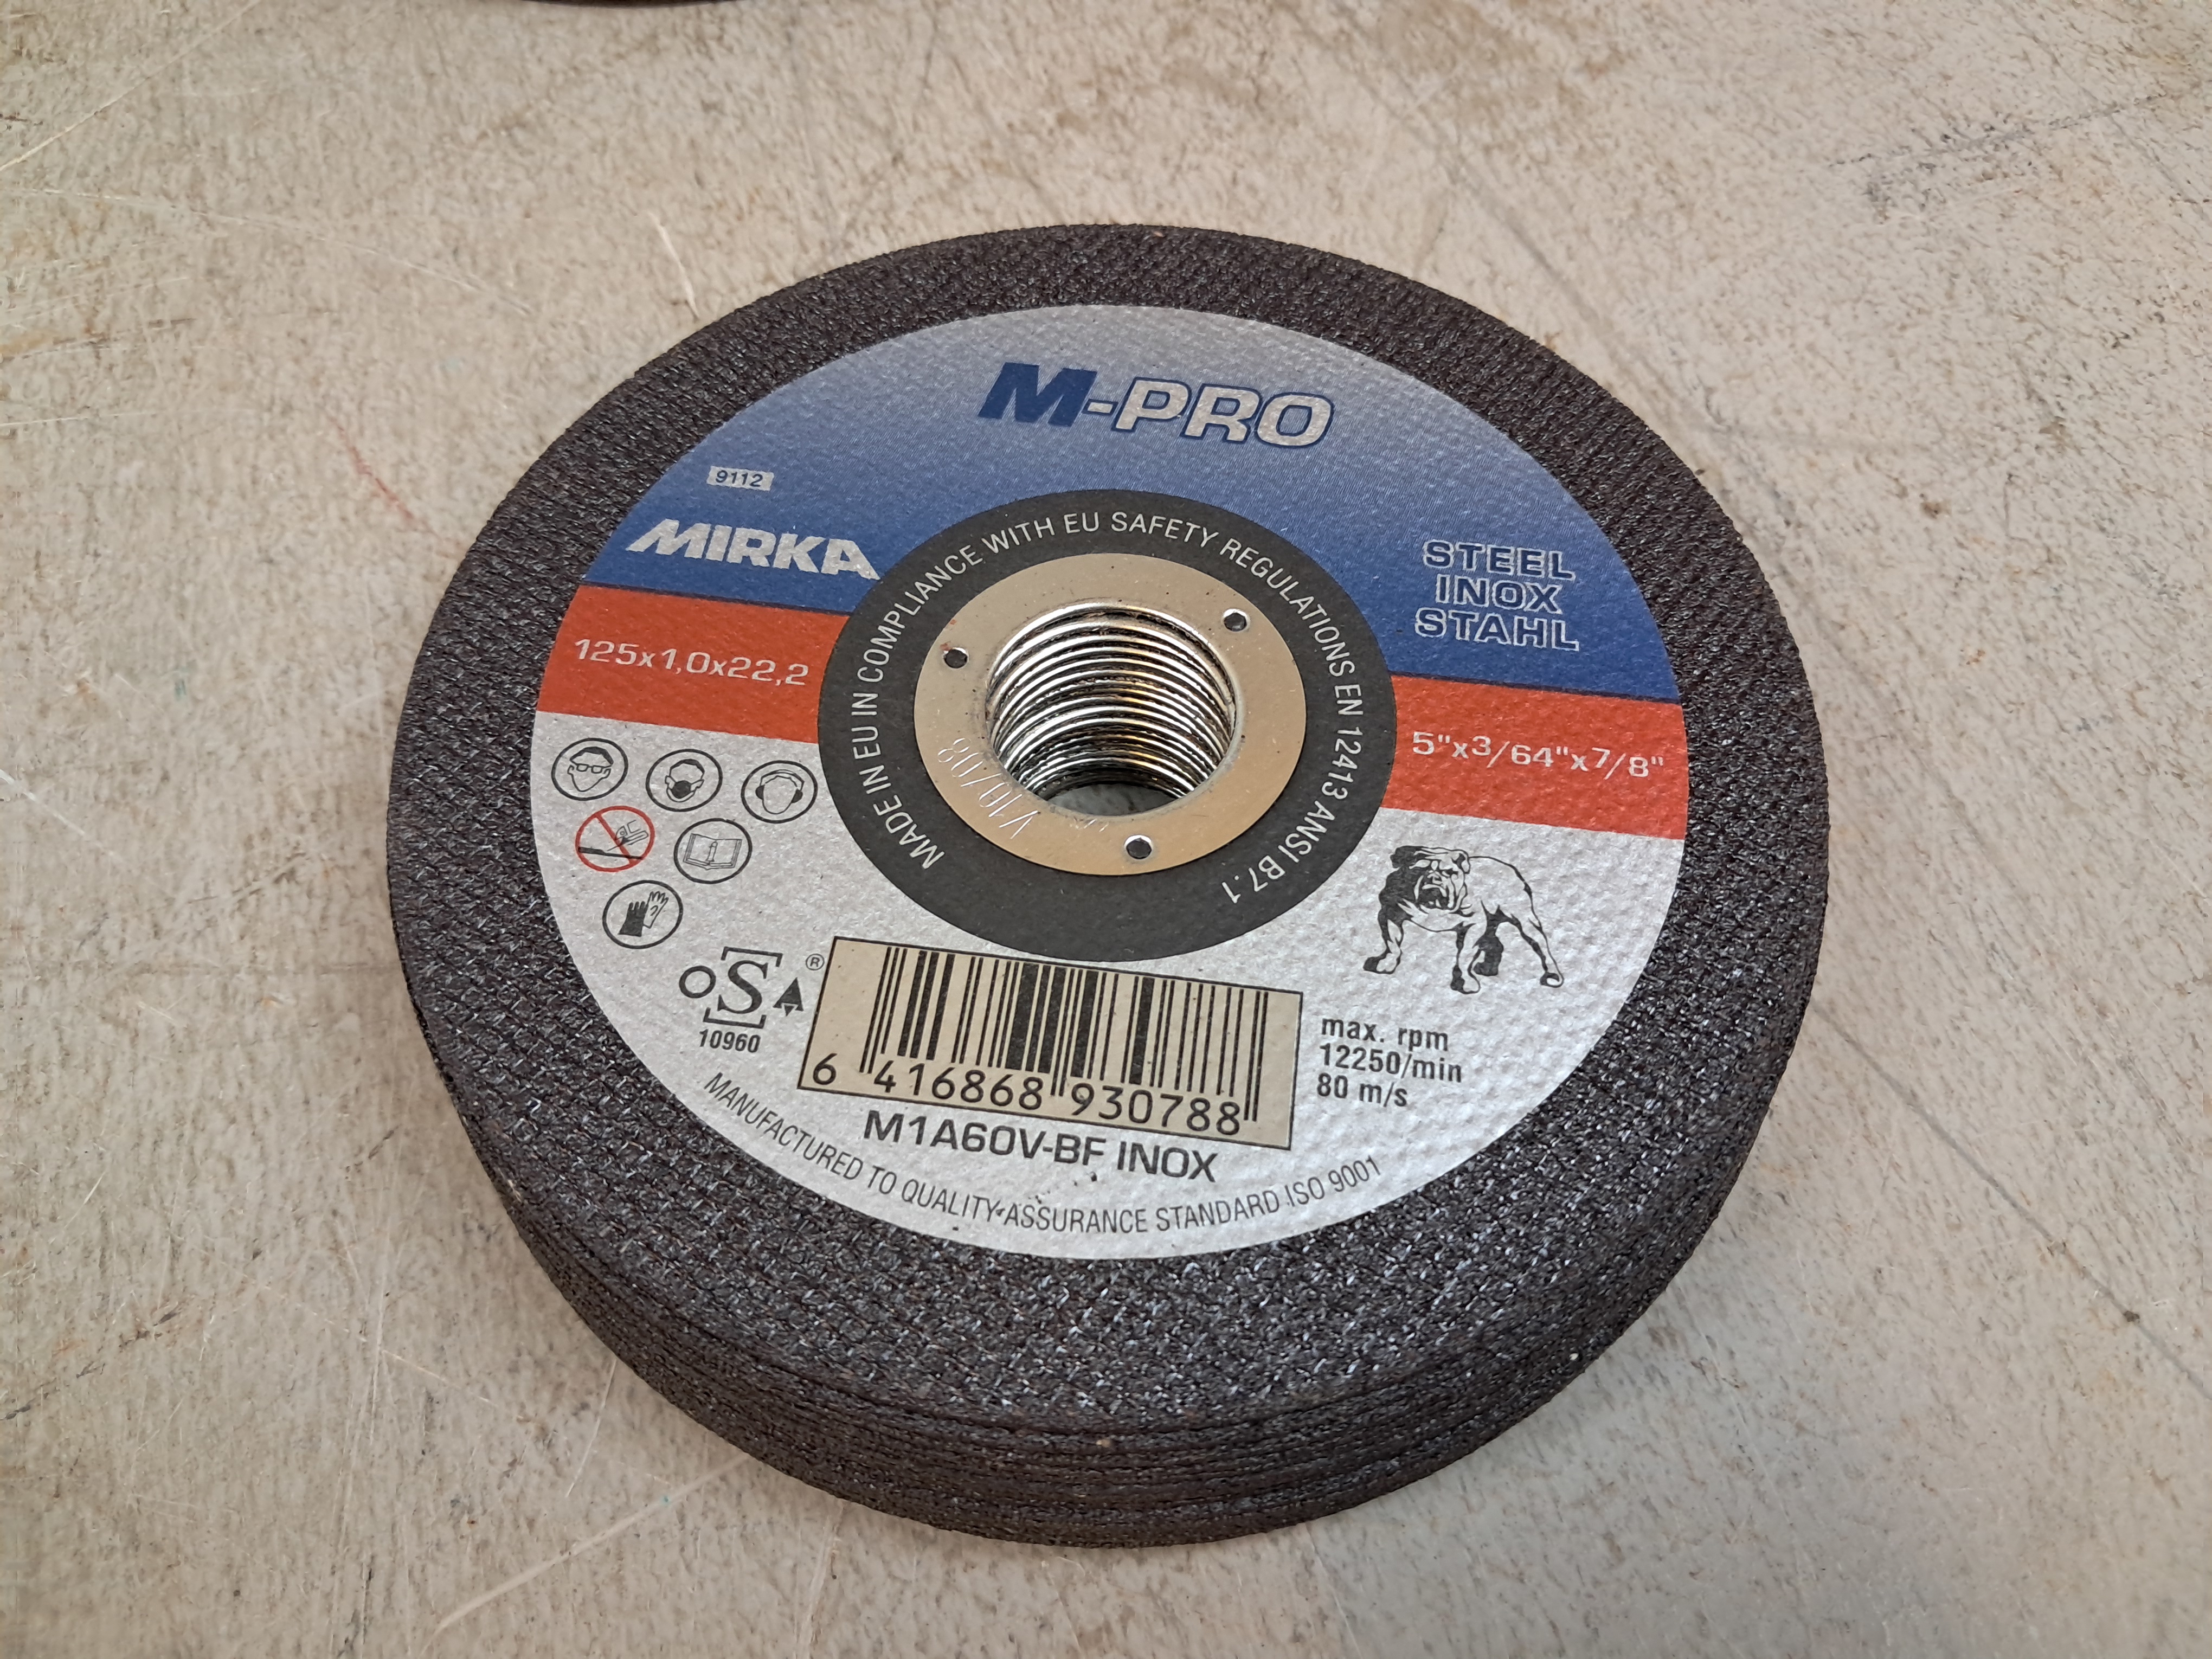 M-PRO
9112
MIRKA
STEEL
INOX
STAHL
125x1,0x22,2
5"x3/64"x7/8"
MADE IN EU IN COMPLIANCE WITH EU SAFETY REGULATIONS EN 12413 ANSI B7.1
V10/08
oSA®
10960
max. rpm
12250/min
80 m/s
6 416868 930788
M1A60V-BF INOX
MANUFACTURED TO QUALITY-ASSURANCE STANDARD ISO 9001